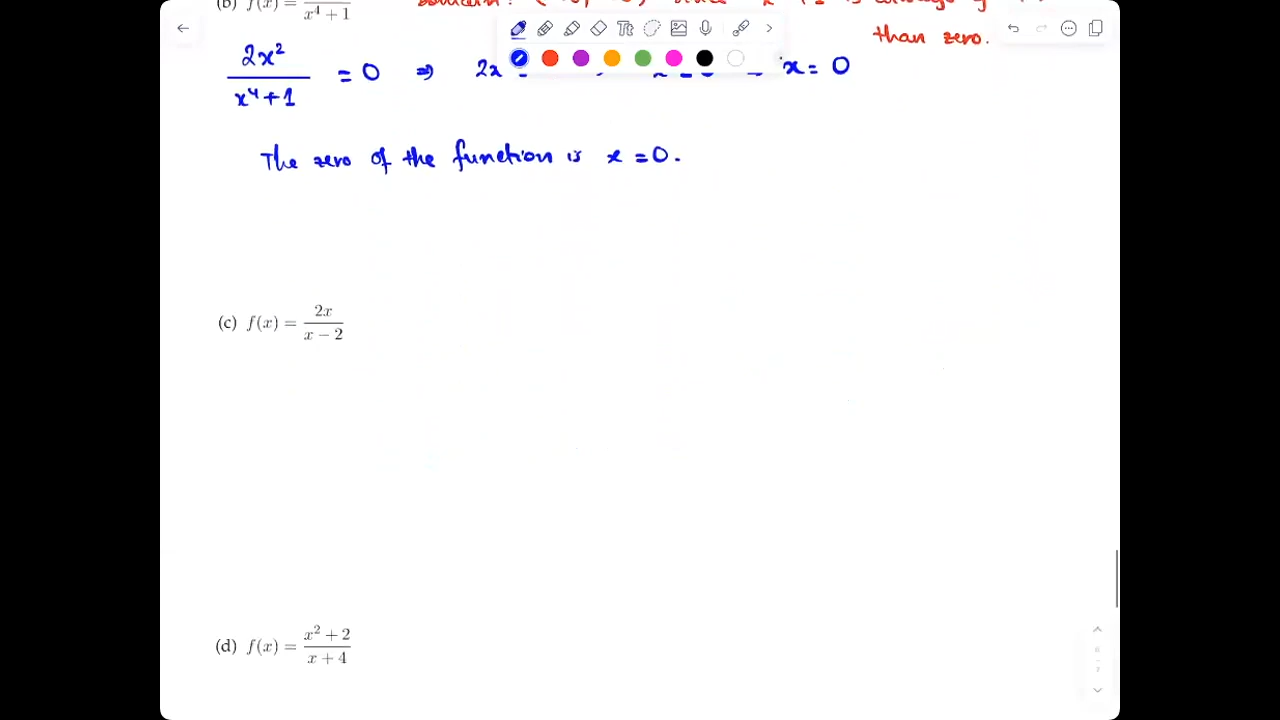 (b) f(x) =
x⁴ + 1
than zero.
2x²/x⁴+1 = 0 ⇒ 2x x = 0
The zero of the function is x = 0.
(c) f(x) = 2x/x − 2
(d) f(x) = x² + 2/x + 4